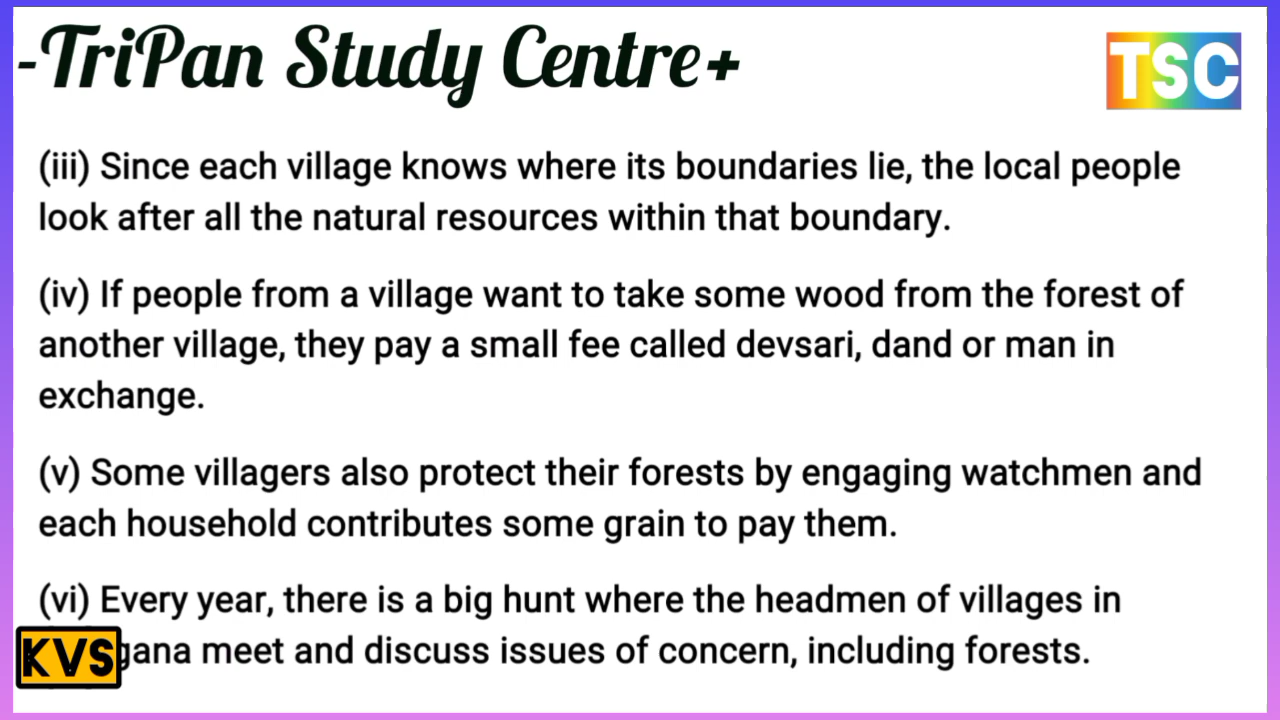 -TriPan Study Centre+
TSC
(iii) Since each village knows where its boundaries lie, the local people
look after all the natural resources within that boundary.
(iv) If people from a village want to take some wood from the forest of
another village, they pay a small fee called devsari, dand or man in
exchange.
(v) Some villagers also protect their forests by engaging watchmen and
each household contributes some grain to pay them.
(vi) Every year, there is a big hunt where the headmen of villages in
meet and discuss issues of concern, including forests.
KVS